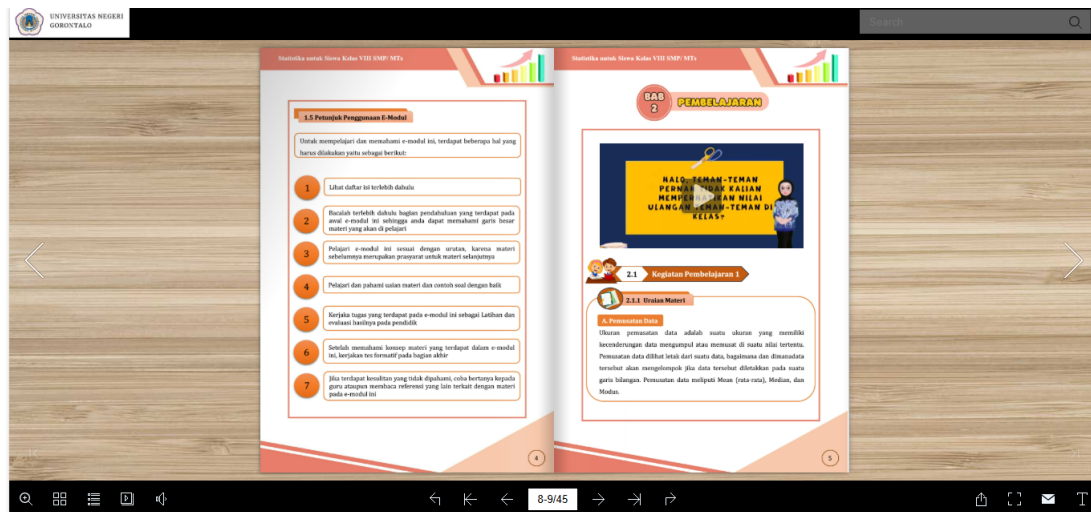 UNIVERSITAS NEGERI
GORONTALO
Search
Statistika untuk Siswa Kelas VIII SMP/ MTs
1.5 Petunjuk Penggunaan E-Modul
Untuk mempelajari dan memahami e-modul ini, terdapat beberapa hal yang
harus dilakukan yaitu sebagai berikut:
1
Lihat daftar isi terlebih dahulu
2
Bacalah terlebih dahulu bagian pendahuluan yang terdapat pada
awal e-modul ini sehingga anda dapat memahami garis besar
materi yang akan di pelajari
3
Pelajari e-modul ini sesuai dengan urutan, karena materi
sebelumnya merupakan prasyarat untuk materi selanjutnya
4
Pelajari dan pahami uaian materi dan contoh soal dengan baik
5
Kerjaka tugas yang terdapat pada e-modul ini sebagai Latihan dan
evaluasi hasilnya pada pendidik
6
Setelah memahami konsep materi yang terdapat dalam e-modul
ini, kerjakan tes formatif pada bagian akhir
7
Jika terdapat kesulitan yang tidak dipahami, coba bertanya kepada
guru ataupun membaca referensi yang lain terkait dengan materi
pada e-modul ini
4
Statistika untuk Siswa Kelas VIII SMP/ MTs
BAB
2
PEMBELAJARAN
HALO, TEMAN-TEMAN
PERNAH TIDAK KALIAN
MEMPERHATIKAN NILAI
ULANGAN TEMAN-TEMAN DI
KELAS?
2.1 Kegiatan Pembelajaran 1
2.1.1 Uraian Materi
A. Pemusatan Data
Ukuran pemusatan data adalah suatu ukuran yang memiliki
kecenderungan data mengumpul atau memusat di suatu nilai tertentu.
Pemusatan data dilihat letak dari suatu data, bagaimana dan dimanadata
tersebut akan mengelompok jika data tersebut diletakkan pada suatu
garis bilangan. Pemusatan data meliputi Mean (rata-rata), Median, dan
Modus.
5
8-9/45